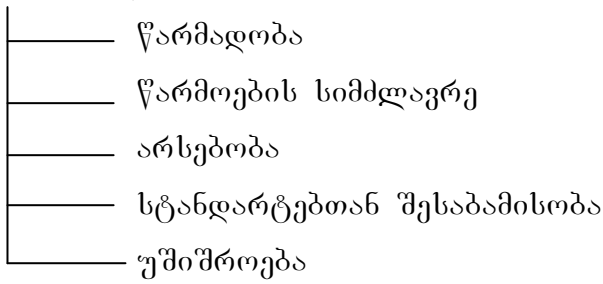 წარმადობა
წარმოების სიმძლავრე
არსებობა
სტანდარტებთან შესაბამისობა
უშიშროება